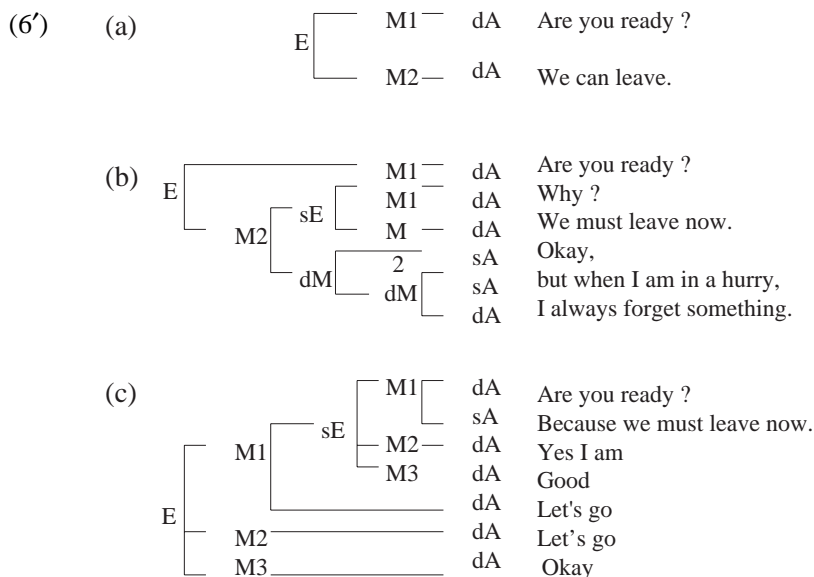 (6′) (a) M1 dA Are you ready ?
E
M2 dA We can leave.
(b) M1 dA Are you ready ?
E M1 dA Why ?
sE
M2 M dA We must leave now.
2 sA Okay,
dM dM sA but when I am in a hurry,
dA I always forget something.
(c) M1 dA Are you ready ?
sE sA Because we must leave now.
M1 M2 dA Yes I am
M3 dA Good
dA Let's go
E M2 dA Let’s go
M3 dA Okay